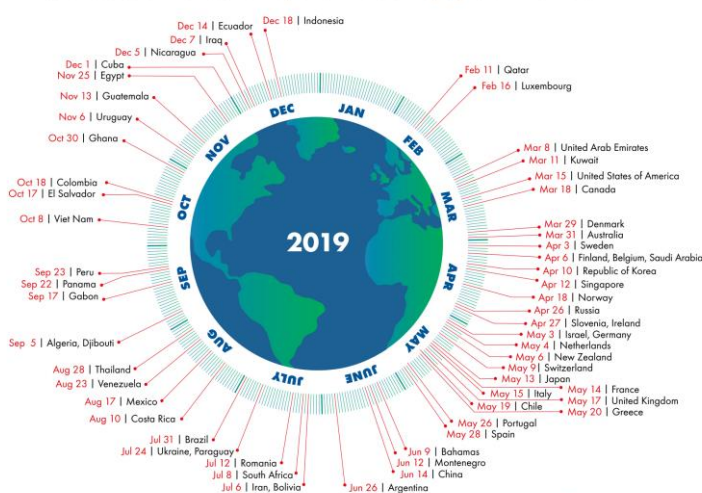 Dec 18 | Indonesia
Dec 14 | Ecuador
Dec 7 | Iraq
Dec 5 | Nicaragua
Dec 1 | Cuba
Nov 25 | Egypt
Nov 13 | Guatemala
Nov 6 | Uruguay
Oct 30 | Ghana
Oct 18 | Colombia
Oct 17 | El Salvador
Oct 8 | Viet Nam
Sep 23 | Peru
Sep 22 | Panama
Sep 17 | Gabon
Sep 5 | Algeria, Djibouti
Aug 28 | Thailand
Aug 23 | Venezuela
Aug 17 | Mexico
Aug 10 | Costa Rica
Jul 31 | Brazil
Jul 24 | Ukraine, Paraguay
Jul 12 | Romania
Jul 8 | South Africa
Jul 6 | Iran, Bolivia
JAN
FEB
MAR
APR
MAY
JUNE
JULY
AUG
SEP
OCT
NOV
DEC
2019
Feb 11 | Qatar
Feb 16 | Luxembourg
Mar 8 | United Arab Emirates
Mar 11 | Kuwait
Mar 15 | United States of America
Mar 18 | Canada
Mar 29 | Denmark
Mar 31 | Australia
Apr 3 | Sweden
Apr 6 | Finland, Belgium, Saudi Arabia
Apr 10 | Republic of Korea
Apr 12 | Singapore
Apr 18 | Norway
Apr 26 | Russia
Apr 27 | Slovenia, Ireland
May 3 | Israel, Germany
May 4 | Netherlands
May 6 | New Zealand
May 9 | Switzerland
May 13 | Japan
May 14 | France
May 15 | Italy
May 17 | United Kingdom
May 19 | Chile
May 20 | Greece
May 26 | Portugal
May 28 | Spain
Jun 9 | Bahamas
Jun 12 | Montenegro
Jun 14 | China
Jun 26 | Argentina